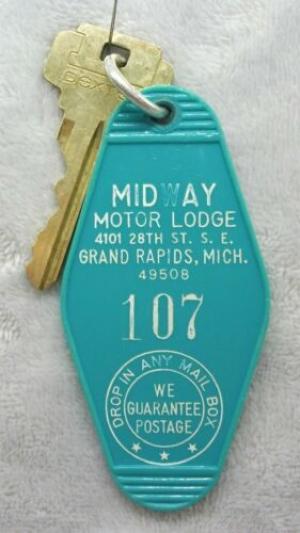 DEXTER
MIDWAY
MOTOR LODGE
4101 28TH ST. S. E.
GRAND RAPIDS, MICH.
49508
107
DROP IN ANY MAIL BOX
WE
GUARANTEE
POSTAGE